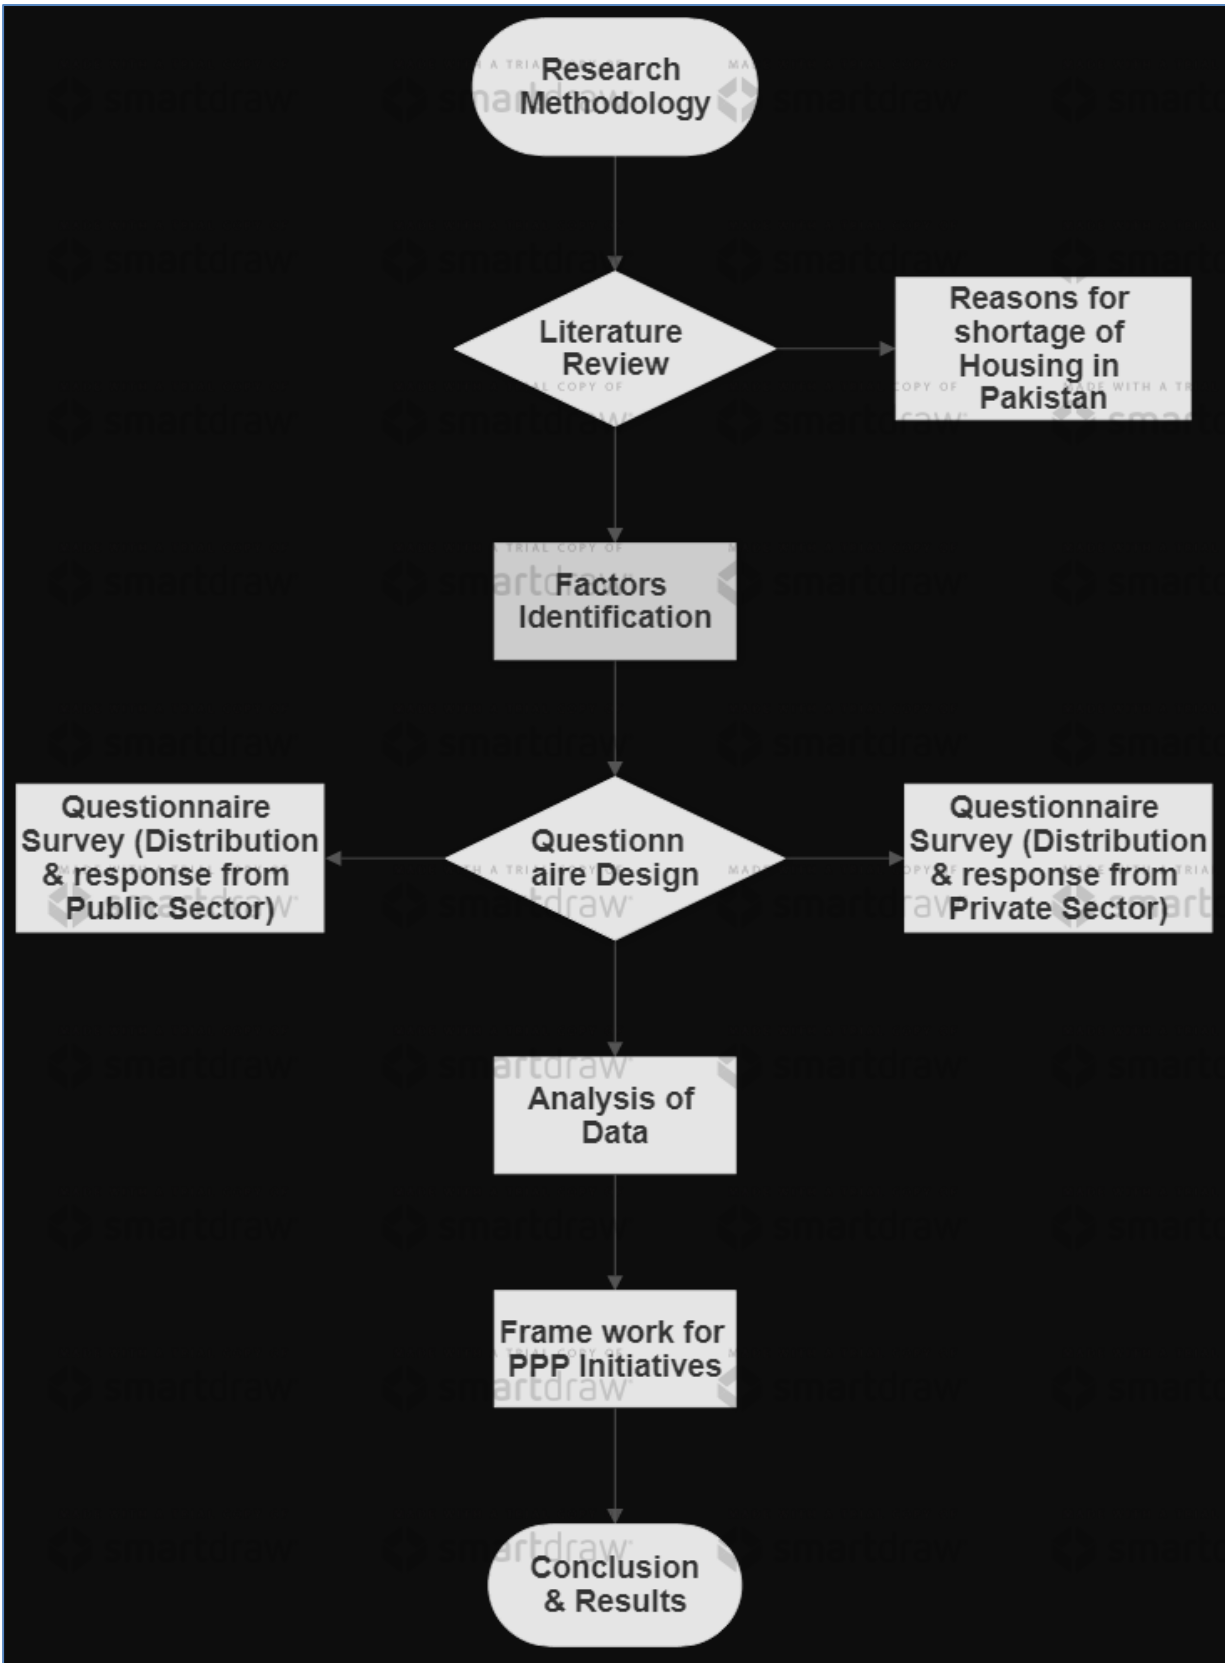 Research
Methodology
Literature
Review
Reasons for
shortage of
Housing in
Pakistan
Factors
Identification
Questionnaire
Survey (Distribution
& response from
Public Sector)
Questionn
aire Design
Questionnaire
Survey (Distribution
& response from
Private Sector)
Analysis of
Data
Frame work for
PPP Initiatives
Conclusion
& Results